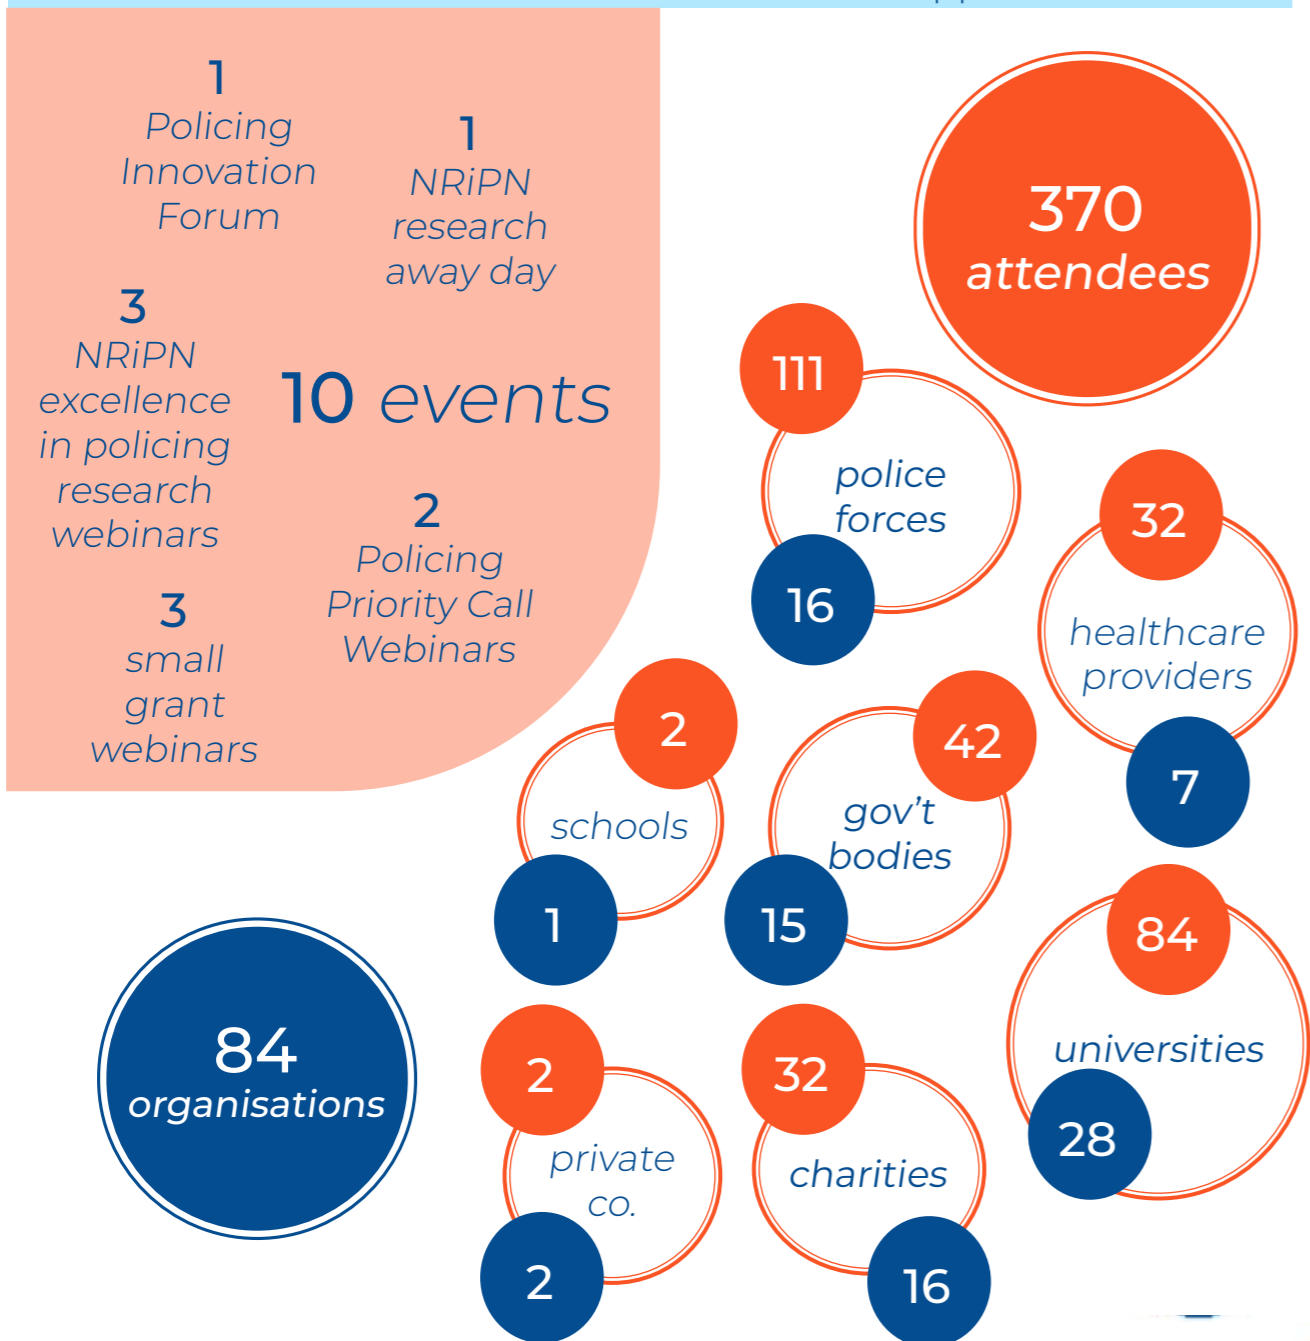 1
Policing
Innovation
Forum
1
NRiPN
research
away day
3
NRiPN
excellence
in policing
research
webinars
10 events
2
Policing
Priority Call
Webinars
3
small
grant
webinars
370
attendees
111
police
forces
16
32
healthcare
providers
7
2
schools
1
42
gov’t
bodies
15
84
universities
28
84
organisations
2
private
co.
2
32
charities
16